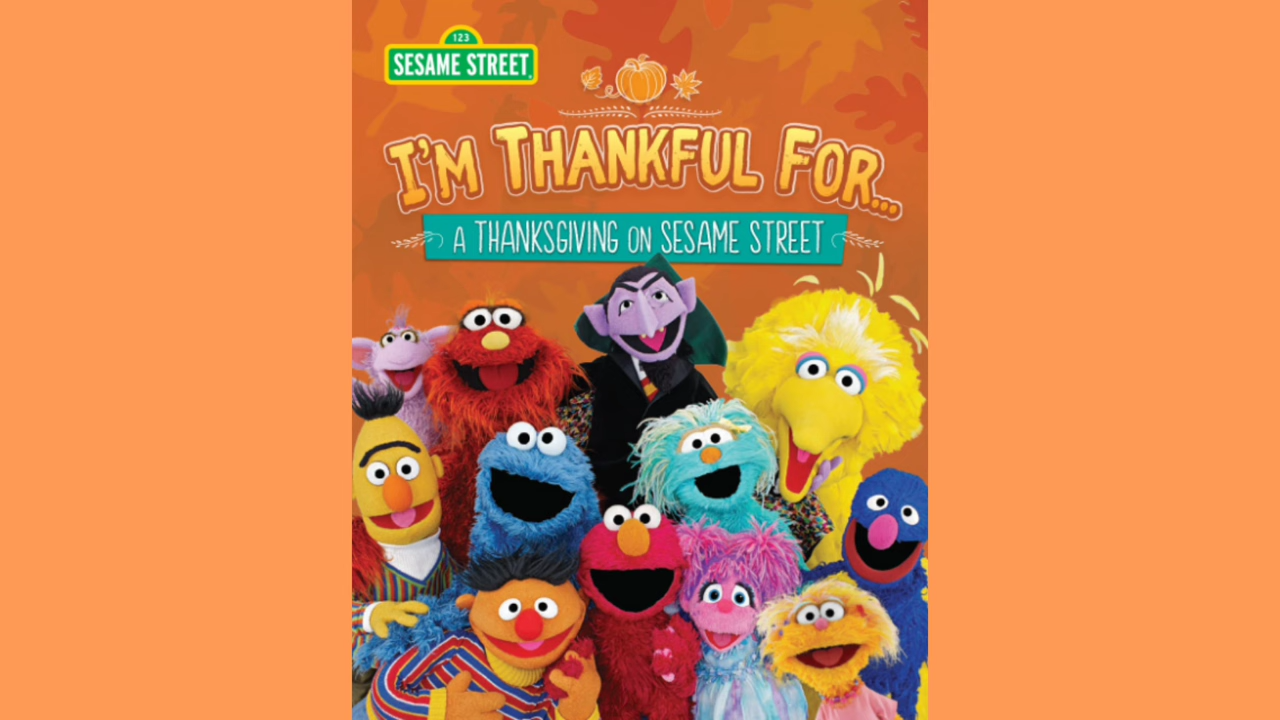 123
SESAME STREET
I'M THANKFUL FOR...
A THANKSGIVING ON SESAME STREET